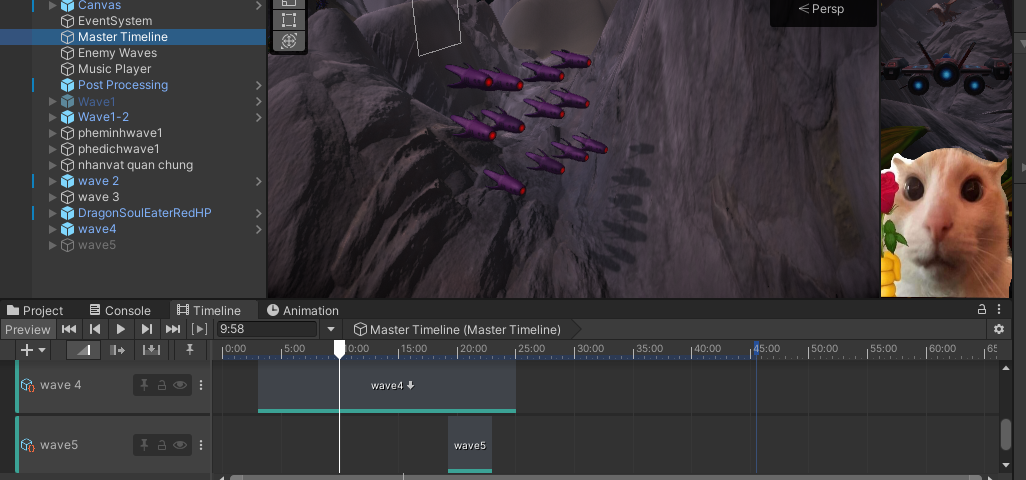 Canvas
EventSystem
Master Timeline
Enemy Waves
Music Player
Post Processing
Wave1
Wave1-2
pheminhwave1
phedichwave1
nhanvat quan chung
wave 2
wave 3
DragonSoulEaterRedHP
wave4
wave5
< Persp
Project
Console
Timeline
Animation
Preview
9:58
Master Timeline (Master Timeline)
0:00
5:00
10:00
15:00
20:00
25:00
30:00
35:00
40:00
45:00
50:00
55:00
60:00
65
wave 4
wave4
wave5
wave5